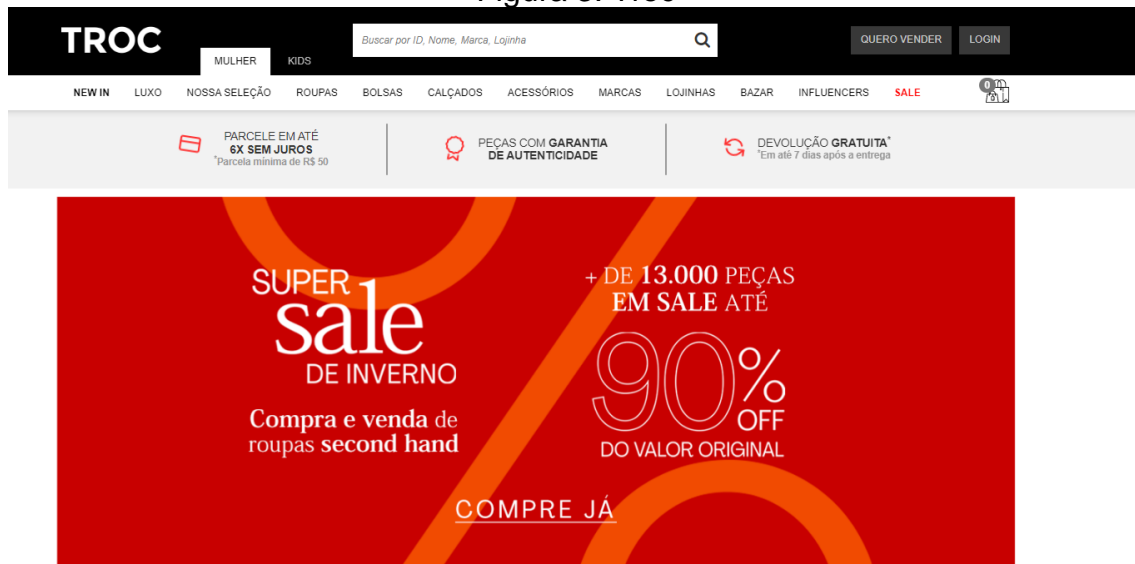 Figura 3: Troc
TROC
MULHER KIDS
Buscar por ID, Nome, Marca, Lojinha
QUERO VENDER LOGIN
NEW IN LUXO NOSSA SELEÇÃO ROUPAS BOLSAS CALÇADOS ACESSÓRIOS MARCAS LOJINHAS BAZAR INFLUENCERS SALE 0
PARCELE EM ATÉ
6X SEM JUROS
*Parcela mínima de R$ 50
PEÇAS COM GARANTIA
DE AUTENTICIDADE
DEVOLUÇÃO GRATUITA*
*Em até 7 dias após a entrega
SUPER
sale
DE INVERNO
Compra e venda de
roupas second hand
+ DE 13.000 PEÇAS
EM SALE ATÉ
90%
OFF
DO VALOR ORIGINAL
COMPRE JÁ